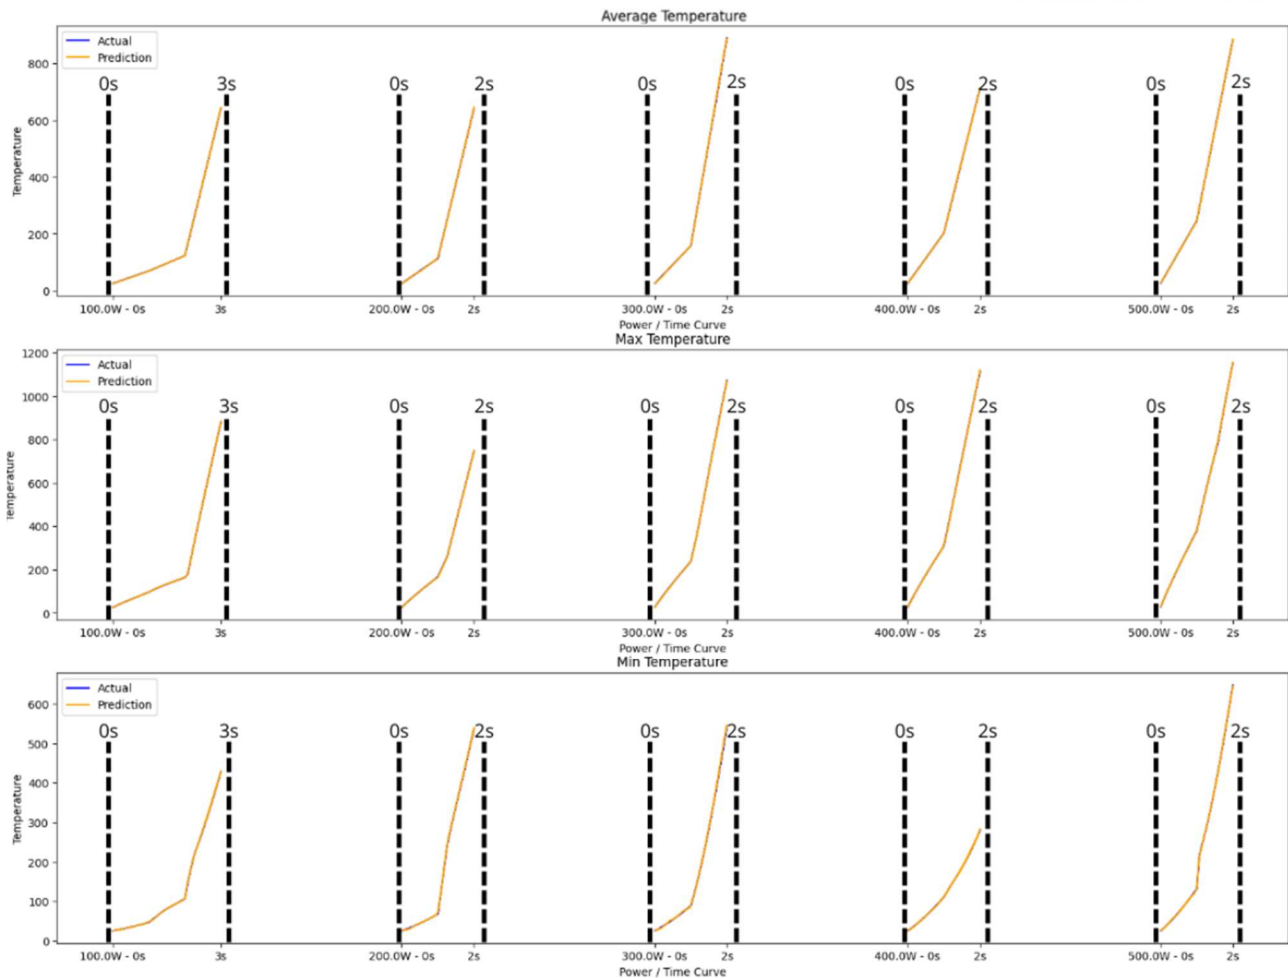 Average Temperature
Actual
Prediction
0s 3s 0s 2s 0s 2s 0s 2s 0s 2s
800
600
400
200
0
Temperature
100.0W - 0s 3s 200.0W - 0s 2s 300.0W - 0s 2s 400.0W - 0s 2s 500.0W - 0s 2s
Power / Time Curve
Max Temperature
Actual
Prediction
0s 3s 0s 2s 0s 2s 0s 2s 0s 2s
1200
1000
800
600
400
200
0
Temperature
100.0W - 0s 3s 200.0W - 0s 2s 300.0W - 0s 2s 400.0W - 0s 2s 500.0W - 0s 2s
Power / Time Curve
Min Temperature
Actual
Prediction
0s 3s 0s 2s 0s 2s 0s 2s 0s 2s
600
500
400
300
200
100
0
Temperature
100.0W - 0s 3s 200.0W - 0s 2s 300.0W - 0s 2s 400.0W - 0s 2s 500.0W - 0s 2s
Power / Time Curve